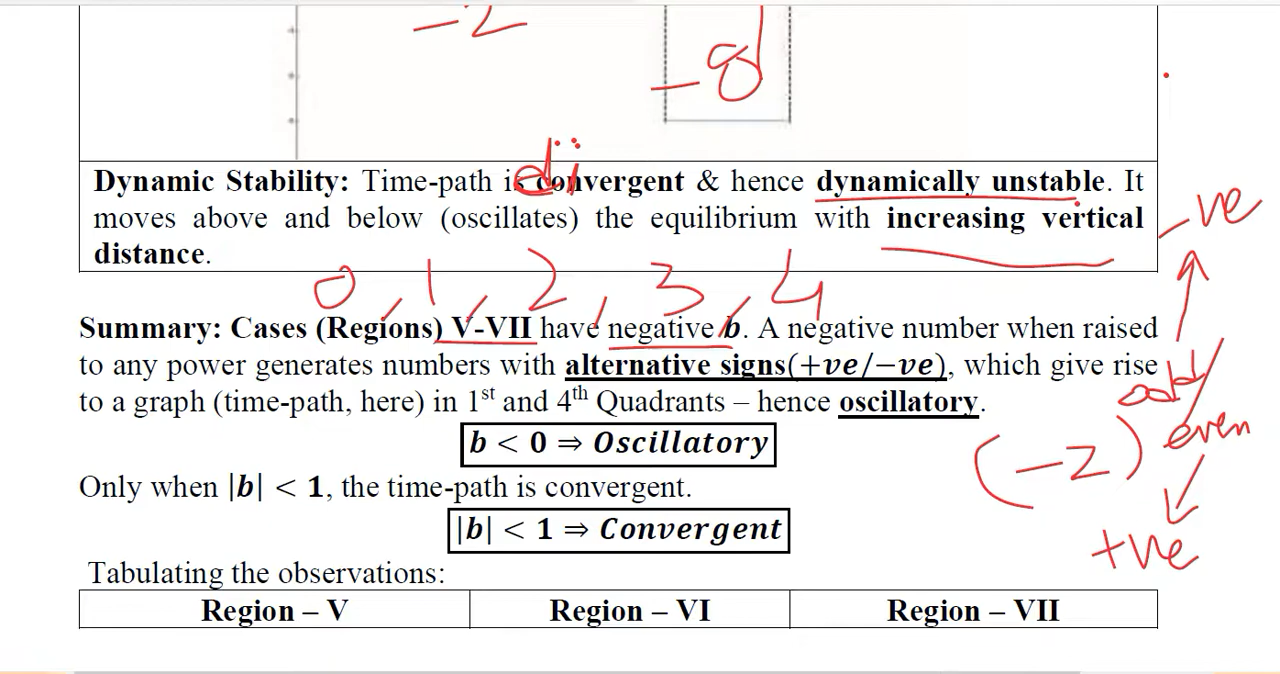 -2
-8
di
Dynamic Stability: Time-path is convergent & hence dynamically unstable. It
moves above and below (oscillates) the equilibrium with increasing vertical
distance.
-ve
0, 1, 2, 3, 4
Summary: Cases (Regions) V-VII have negative b. A negative number when raised
to any power generates numbers with alternative signs(+ve/−ve), which give rise
to a graph (time-path, here) in 1st and 4th Quadrants – hence oscillatory.
odd/even
b < 0 ⇒ Oscillatory
(-2)
Only when |b| < 1, the time-path is convergent.
|b| < 1 ⇒ Convergent
+ve
Tabulating the observations:
Region – V Region – VI Region – VII